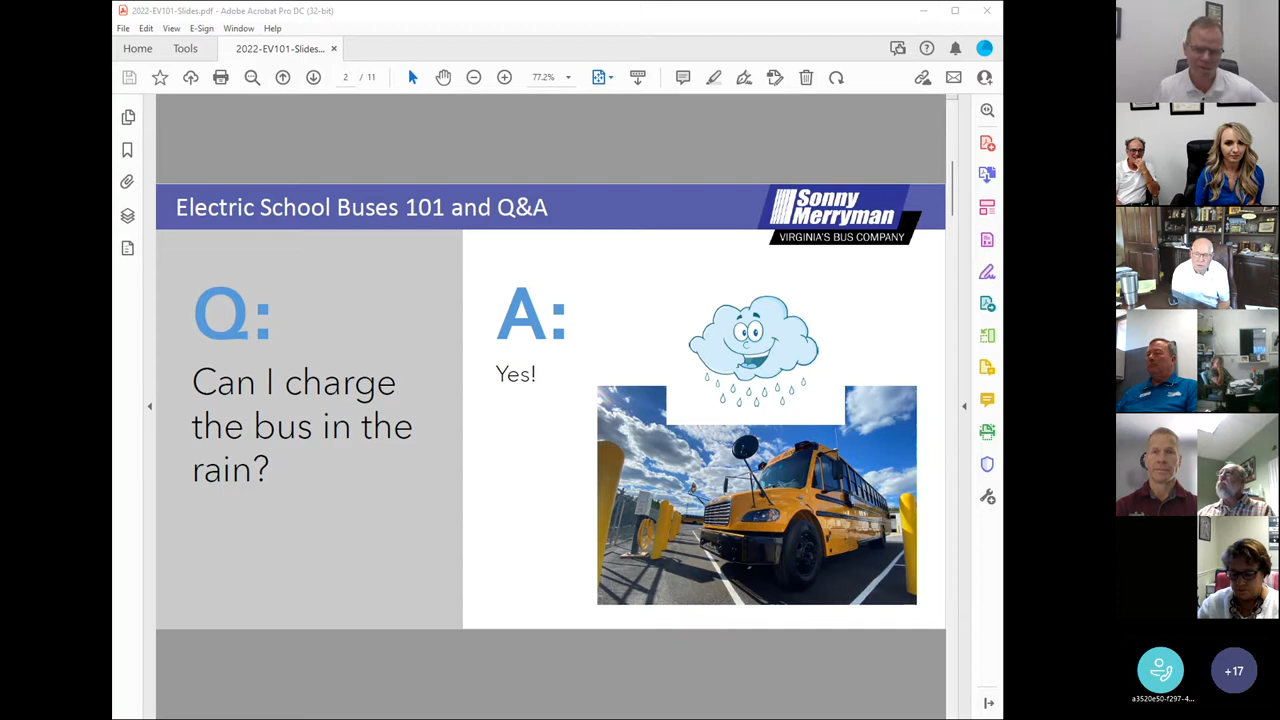 2022-EV101-Slides.pdf - Adobe Acrobat Pro DC (32-bit)
File Edit View E-Sign Window Help
Home Tools 2022-EV101-Slides... ×
2 / 11 77.2%
Electric School Buses 101 and Q&A
Sonny
Merryman
VIRGINIA'S BUS COMPANY
Q:
Can I charge
the bus in the
rain?
A:
Yes!
+17
a3520e50-f297-4...